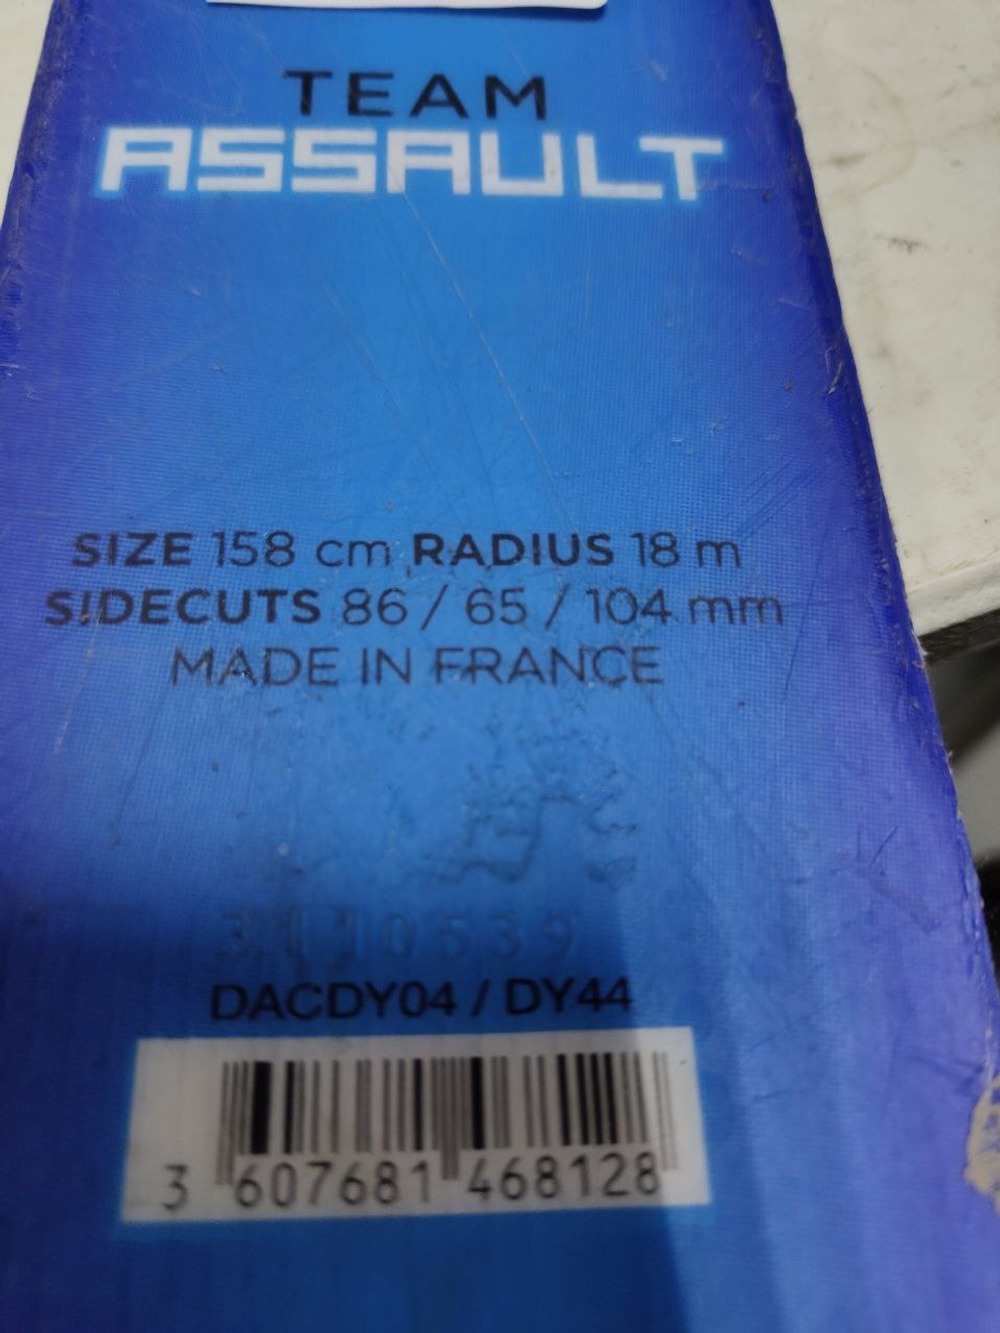 TEAM
ASSAULT
SIZE 158 cm RADIUS 18 m
SIDECUTS 86 / 65 / 104 mm
MADE IN FRANCE
3110539
DACDY04 / DY44
3 607681 468128